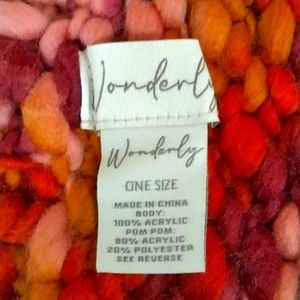 Wonderly
Wonderly
ONE SIZE
MADE IN CHINA
BODY:
100% ACRYLIC
POM POM:
80% ACRYLIC
20% POLYESTER
SEE REVERSE